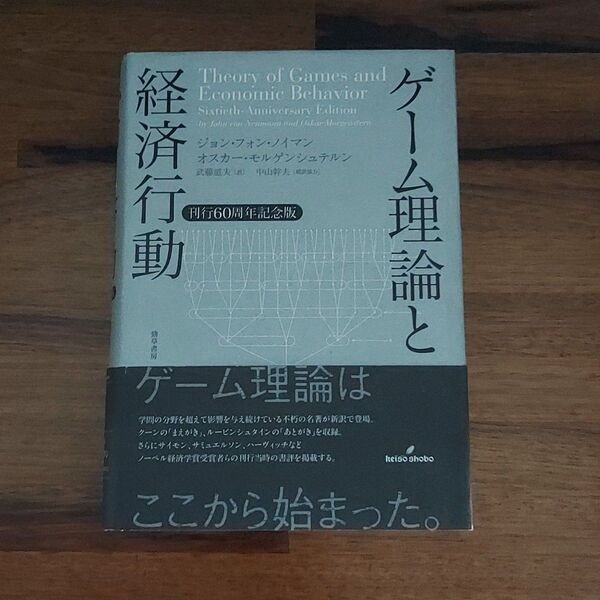 ゲーム理論と
経済行動
Theory of Games and
Economic Behavior
Sixtieth-Anniversary Edition
by John von Neumann and Oskar Morgenstern
ジョン・フォン・ノイマン
オスカー・モルゲンシュテルン
武藤滋夫[訳] 中山幹夫[翻訳協力]
刊行60周年記念版
勁草書房
ゲーム理論は
学問の分野を超えて影響を与え続けている不朽の名著が新訳で登場。
クーンの「まえがき」、ルービンシュタインの「あとがき」を収録。
さらにサイモン、サミュエルソン、ハーヴィッチなど
ノーベル経済学賞受賞者らの刊行当時の書評を掲載する。
keiso shobo
ここから始まった。